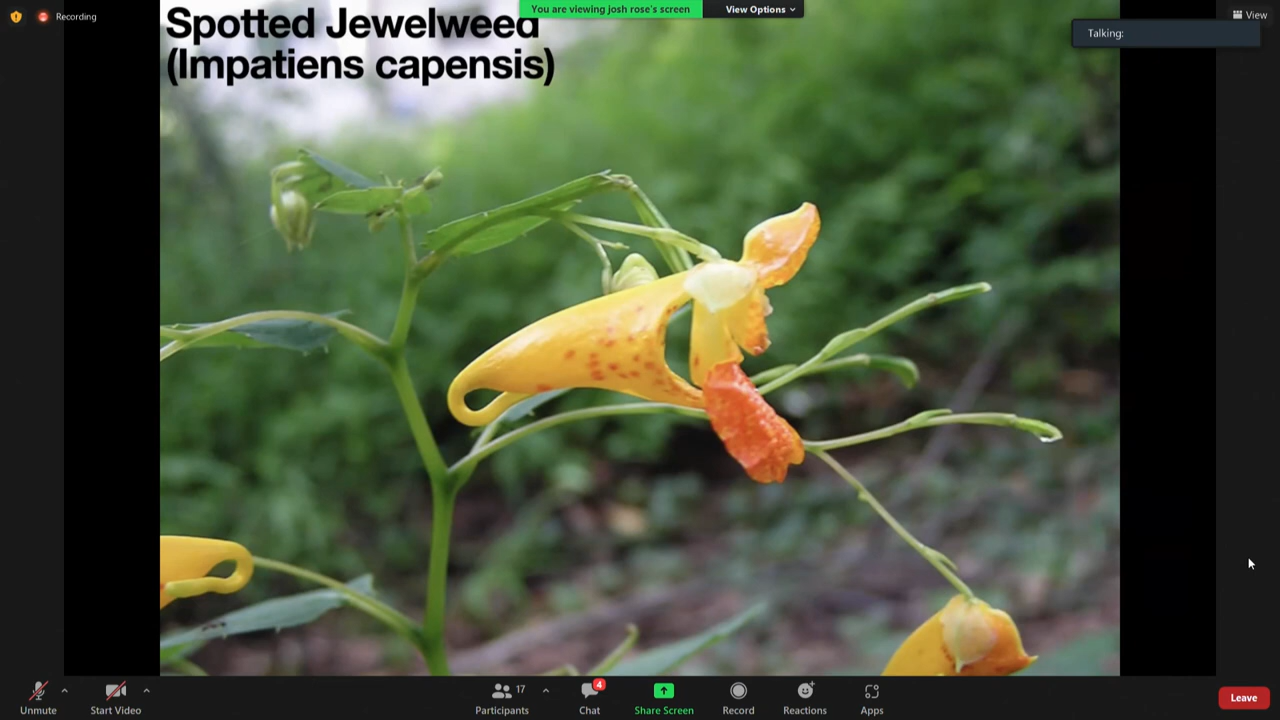 Recording
You are viewing josh rose's screen
View Options
View
Talking:
Spotted Jewelweed
(Impatiens capensis)
Unmute
Start Video
17
Participants
4
Chat
Share Screen
Record
Reactions
Apps
Leave